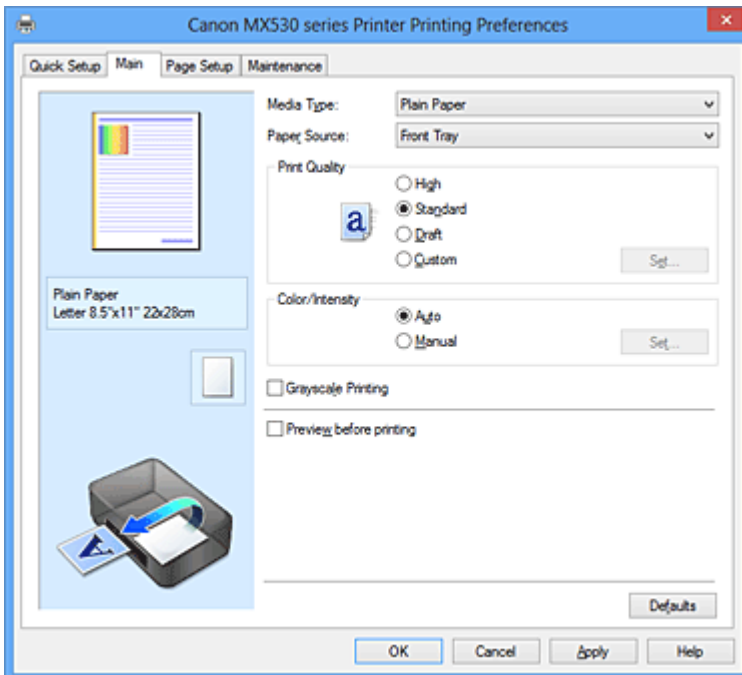 Canon MX530 series Printer Printing Preferences
Quick Setup Main Page Setup Maintenance
Media Type: Plain Paper
Paper Source: Front Tray
Print Quality
High
a Standard
Draft
Custom Set...
Plain Paper
Letter 8.5"x11" 22x28cm
Color/Intensity
Auto
Manual Set...
Grayscale Printing
Preview before printing
A
Defaults
OK Cancel Apply Help